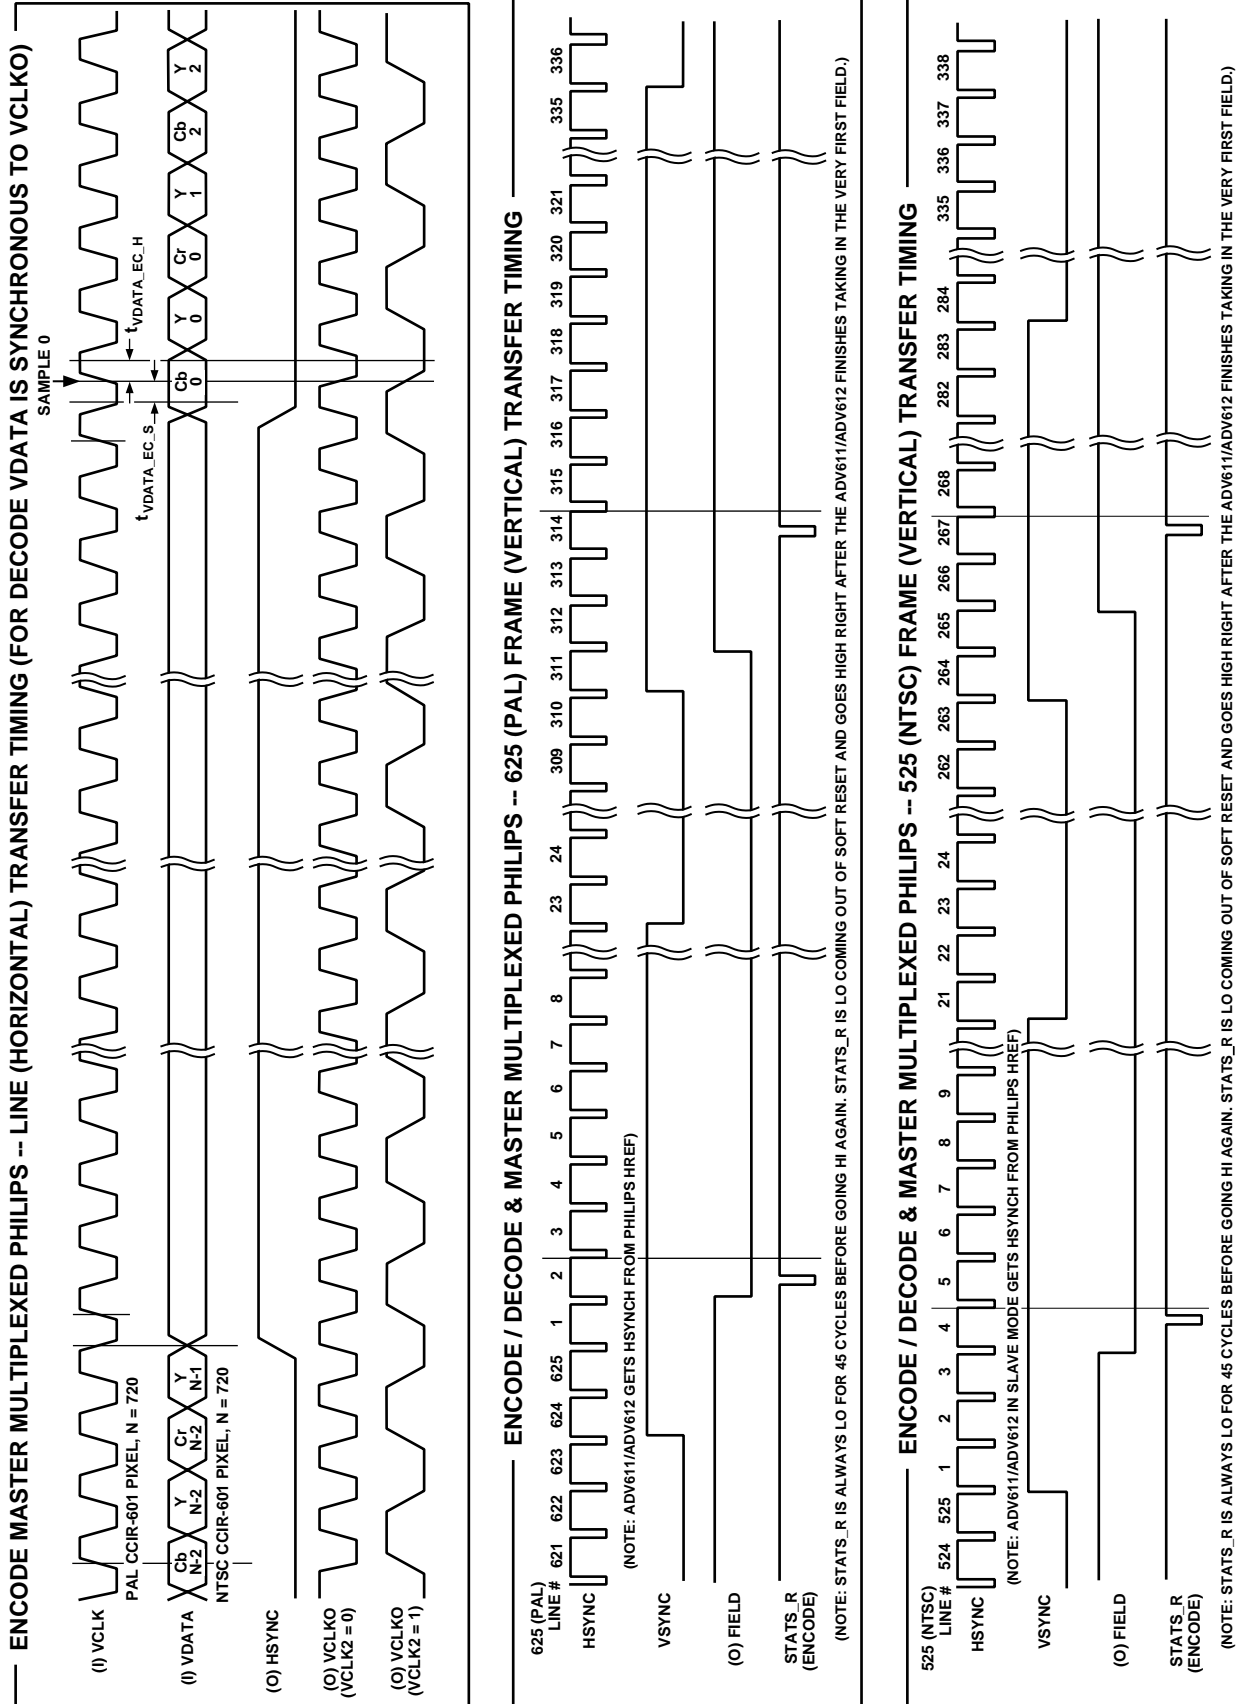 ENCODE MASTER MULTIPLEXED PHILIPS -- LINE (HORIZONTAL) TRANSFER TIMING (FOR DECODE VDATA IS SYNCHRONOUS TO VCLKO)
SAMPLE 0
(I) VCLK
PAL CCIR-601 PIXEL, N = 720
tVDATA_EC_S
tVDATA_EC_H
(I) VDATA
Cb N-2 Y N-2 Cr N-2 Y N-1 Cb 0 Y 0 Cr 0 Y 1 Cb 2 Y 2
NTSC CCIR-601 PIXEL, N = 720
(O) HSYNC
(O) VCLKO
(VCLK2 = 0)
(O) VCLKO
(VCLK2 = 1)
ENCODE / DECODE & MASTER MULTIPLEXED PHILIPS -- 625 (PAL) FRAME (VERTICAL) TRANSFER TIMING
625 (PAL)
LINE # 621 622 623 624 625 1 2 3 4 5 6 7 8 23 24 309 310 311 312 313 314 315 316 317 318 319 320 321 335 336
HSYNC
(NOTE: ADV611/ADV612 GETS HSYNCH FROM PHILIPS HREF)
VSYNC
(O) FIELD
STATS_R
(ENCODE)
(NOTE: STATS_R IS ALWAYS LO FOR 45 CYCLES BEFORE GOING HI AGAIN. STATS_R IS LO COMING OUT OF SOFT RESET AND GOES HIGH RIGHT AFTER THE ADV611/ADV612 FINISHES TAKING IN THE VERY FIRST FIELD.)
ENCODE / DECODE & MASTER MULTIPLEXED PHILIPS -- 525 (NTSC) FRAME (VERTICAL) TRANSFER TIMING
525 (NTSC)
LINE # 524 525 1 2 3 4 5 6 7 8 9 21 22 23 24 262 263 264 265 266 267 268 282 283 284 335 336 337 338
HSYNC
(NOTE: ADV611/ADV612 IN SLAVE MODE GETS HSYNCH FROM PHILIPS HREF)
VSYNC
(O) FIELD
STATS_R
(ENCODE)
(NOTE: STATS_R IS ALWAYS LO FOR 45 CYCLES BEFORE GOING HI AGAIN. STATS_R IS LO COMING OUT OF SOFT RESET AND GOES HIGH RIGHT AFTER THE ADV611/ADV612 FINISHES TAKING IN THE VERY FIRST FIELD.)